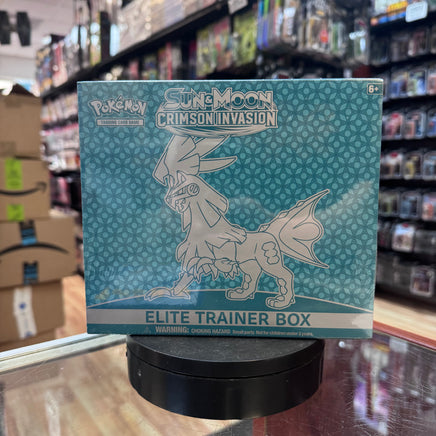 Pokémon
TRADING CARD GAME
SUN & MOON
CRIMSON INVASION
6+
ELITE TRAINER BOX
WARNING: CHOKING HAZARD - Small parts. Not for children under 3 years.